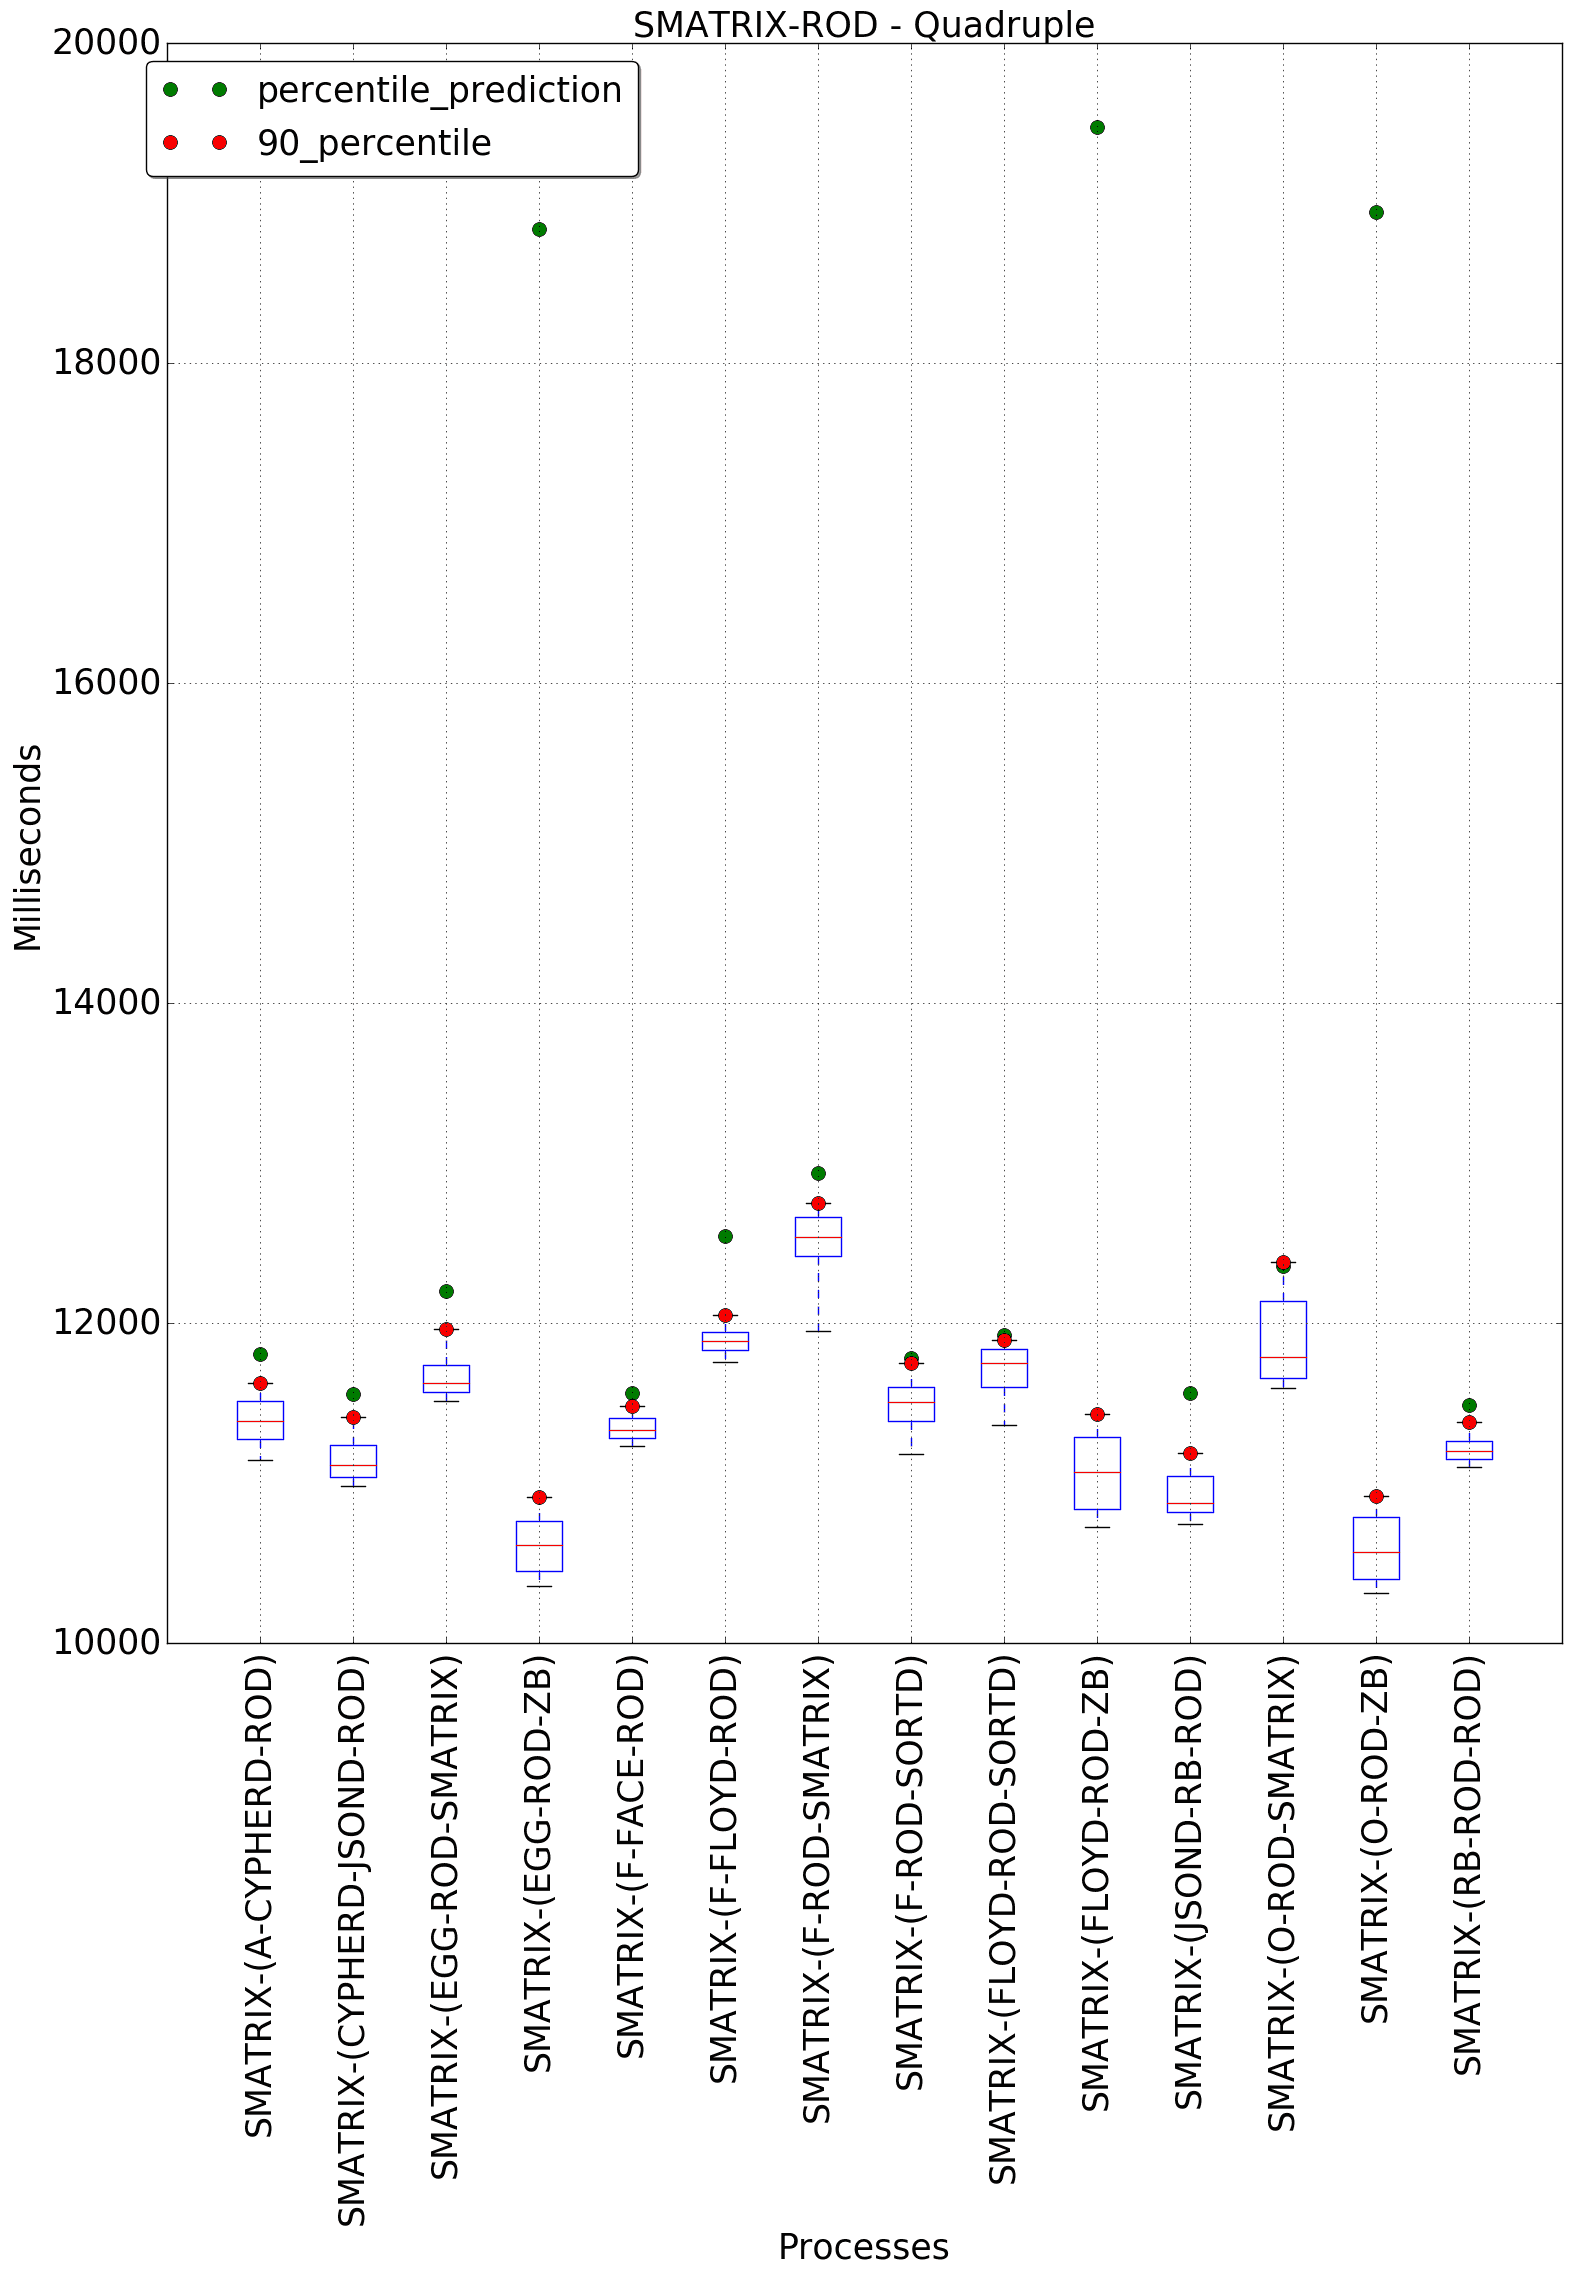 SMATRIX-ROD - Quadruple
percentile_prediction
90_percentile
20000
18000
16000
14000
12000
10000
Milliseconds
SMATRIX-(A-CYPHERD-ROD)
SMATRIX-(CYPHERD-JSOND-ROD)
SMATRIX-(EGG-ROD-SMATRIX)
SMATRIX-(EGG-ROD-ZB)
SMATRIX-(F-FACE-ROD)
SMATRIX-(F-FLOYD-ROD)
SMATRIX-(F-ROD-SMATRIX)
SMATRIX-(F-ROD-SORTD)
SMATRIX-(FLOYD-ROD-SORTD)
SMATRIX-(FLOYD-ROD-ZB)
SMATRIX-(JSOND-RB-ROD)
SMATRIX-(O-ROD-SMATRIX)
SMATRIX-(O-ROD-ZB)
SMATRIX-(RB-ROD-ROD)
Processes